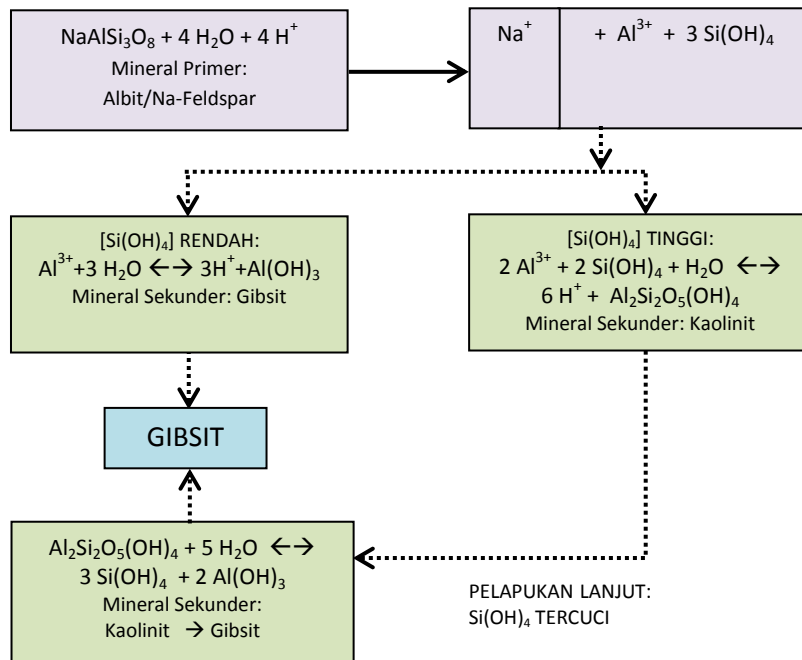 NaAlSi₃O₈ + 4 H₂O + 4 H⁺
Mineral Primer:
Albit/Na-Feldspar
Na⁺ + Al³⁺ + 3 Si(OH)₄
[Si(OH)₄] RENDAH:
Al³⁺+3 H₂O ←→ 3H⁺+Al(OH)₃
Mineral Sekunder: Gibsit
[Si(OH)₄] TINGGI:
2 Al³⁺ + 2 Si(OH)₄ + H₂O ←→
6 H⁺ + Al₂Si₂O₅(OH)₄
Mineral Sekunder: Kaolinit
GIBSIT
Al₂Si₂O₅(OH)₄ + 5 H₂O ←→
3 Si(OH)₄ + 2 Al(OH)₃
Mineral Sekunder:
Kaolinit → Gibsit
PELAPUKAN LANJUT:
Si(OH)₄ TERCUCI